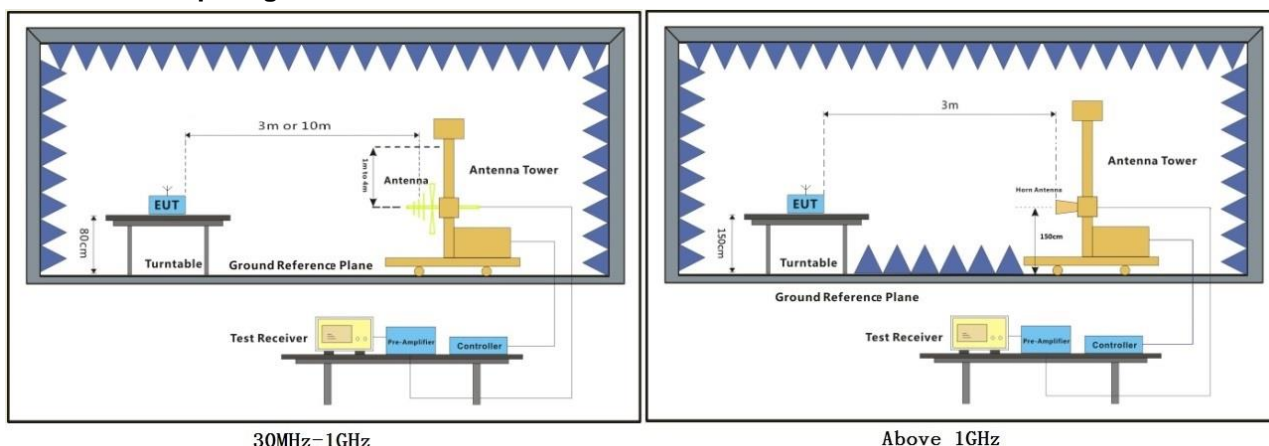 3m or 10m
1m to 4m
Antenna
Antenna Tower
EUT
80cm
Turntable
Ground Reference Plane
Test Receiver
Pre-Amplifier
Controller
30MHz-1GHz
3m
Antenna Tower
Horn Antenna
EUT
150cm
150cm
Turntable
Ground Reference Plane
Test Receiver
Pre-Amplifier
Controller
Above 1GHz